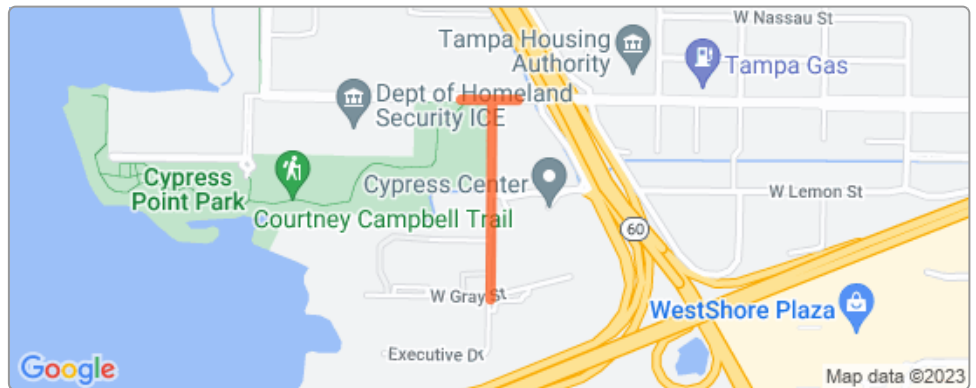 W Nassau St
Tampa Housing
Authority
Tampa Gas
Dept of Homeland
Security ICE
Cypress
Point Park
Cypress Center
W Lemon St
Courtney Campbell Trail
60
W Gray St
WestShore Plaza
Executive Dr
Google
Map data ©2023